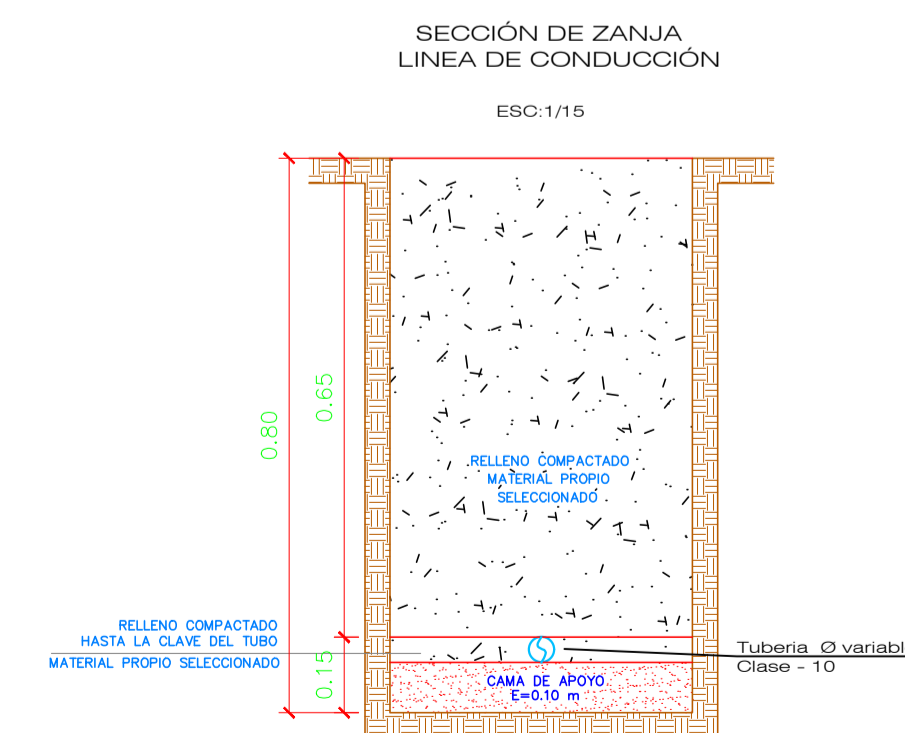 SECCIÓN DE ZANJA
LINEA DE CONDUCCIÓN
ESC:1/15
0.80
0.65
RELLENO COMPACTADO
MATERIAL PROPIO
SELECCIONADO
RELLENO COMPACTADO
HASTA LA CLAVE DEL TUBO
MATERIAL PROPIO SELECCIONADO
0.15
CAMA DE APOYO
E=0.10 m
Tuberia Ø variabl
Clase - 10